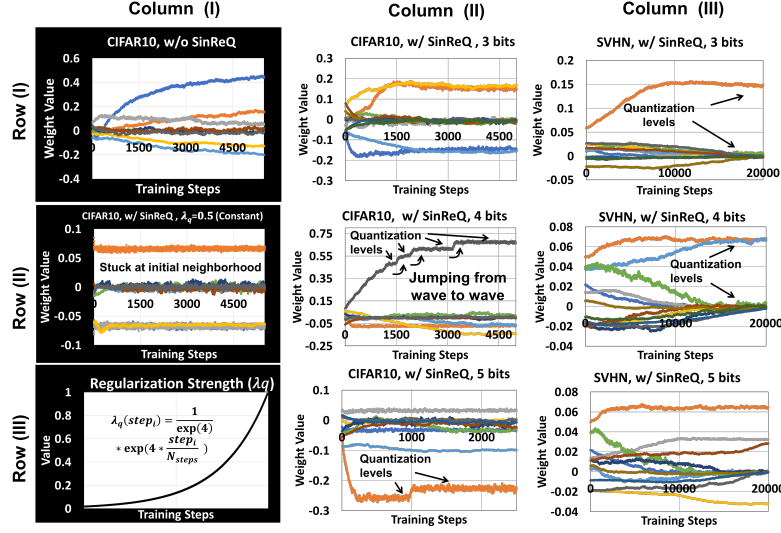 Column (I)
Column (II)
Column (III)
Row (I)
CIFAR10, w/o SinReQ
Weight Value
0.6
0.4
0.2
0
-0.2
-0.4
0
1500
3000
4500
Training Steps
CIFAR10, w/ SinReQ , 3 bits
Weight Value
0.3
0.2
0.1
0
-0.1
-0.2
-0.3
0
1500
3000
4500
Training Steps
SVHN, w/ SinReQ, 3 bits
Weight Value
0.2
0.15
0.1
0.05
0
-0.05
Quantization
levels
0
10000
20000
Training Steps
Row (II)
CIFAR10, w/ SinReQ , λq=0.5 (Constant)
Weight Value
0.1
0.05
0
-0.05
-0.1
Stuck at initial neighborhood
0
1500
3000
4500
Training Steps
CIFAR10, w/ SinReQ, 4 bits
Weight Value
0.75
0.55
0.35
0.15
-0.05
-0.25
Quantization
levels
Jumping from
wave to wave
0
1500
3000
4500
Training Steps
SVHN, w/ SinReQ, 4 bits
Weight Value
0.08
0.06
0.04
0.02
0
-0.02
-0.04
Quantization
levels
0
10000
20000
Training Steps
Row (III)
Regularization Strength (λq)
Value
1
0.8
0.6
0.4
0.2
0
λq(stepi) = 1 / exp(4)
* exp(4 * stepi / Nsteps )
Training Steps
CIFAR10, w/ SinReQ, 5 bits
Weight Value
0.1
0
-0.1
-0.2
-0.3
Quantization
levels
0
1000
2000
Training Steps
SVHN, w/ SinReQ, 5 bits
Weight Value
0.08
0.06
0.04
0.02
0
-0.02
-0.04
0
10000
20000
Training Steps